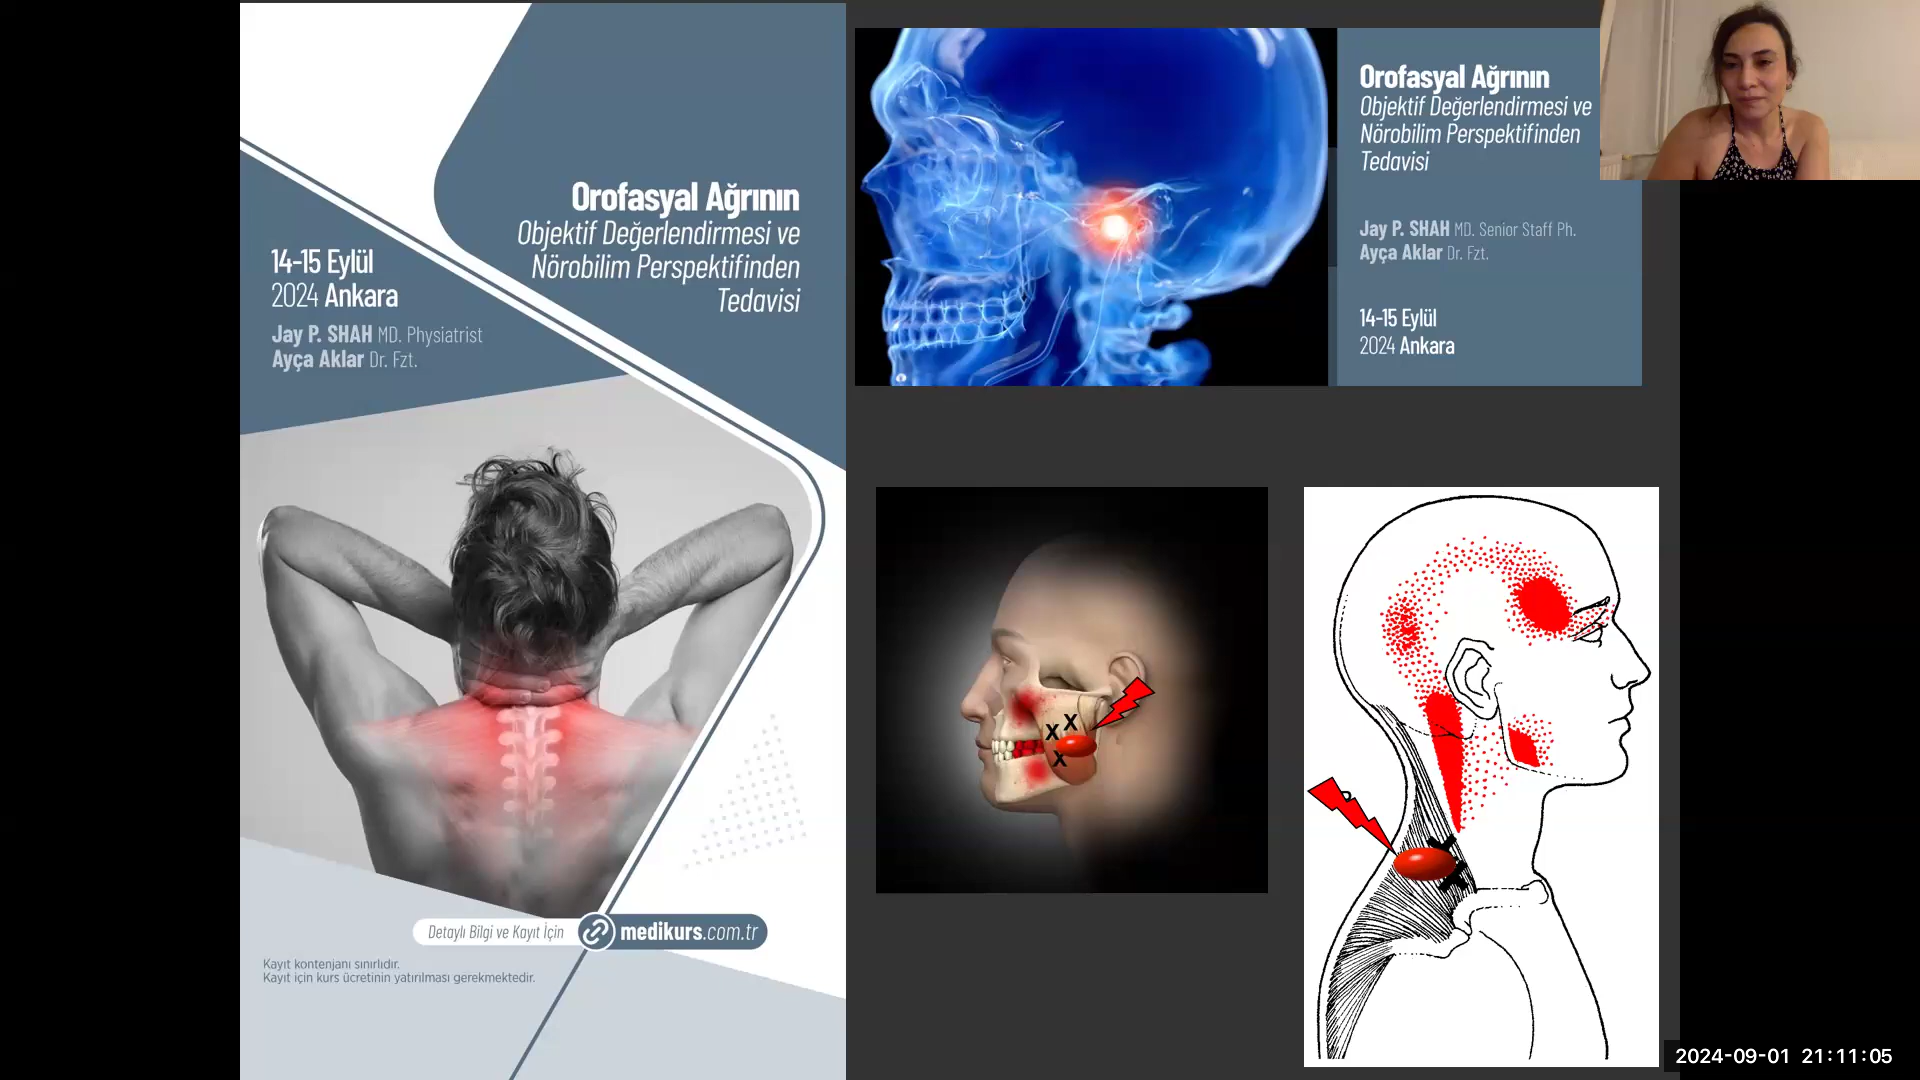 Orofasyal Ağrının
Objektif Değerlendirmesi ve
Nörobilim Perspektifinden
Tedavisi
14-15 Eylül
2024 Ankara
Jay P. SHAH MD. Physiatrist
Ayça Aklar Dr. Fzt.
Detaylı Bilgi ve Kayıt İçin
medikurs.com.tr
Kayıt kontenjanı sınırlıdır.
Kayıt için kurs ücretinin yatırılması gerekmektedir.
Orofasyal Ağrının
Objektif Değerlendirmesi ve
Nörobilim Perspektifinden
Tedavisi
Jay P. SHAH MD. Senior Staff Ph.
Ayça Aklar Dr. Fzt.
14-15 Eylül
2024 Ankara
X
X
X
2024-09-01 21:11:05